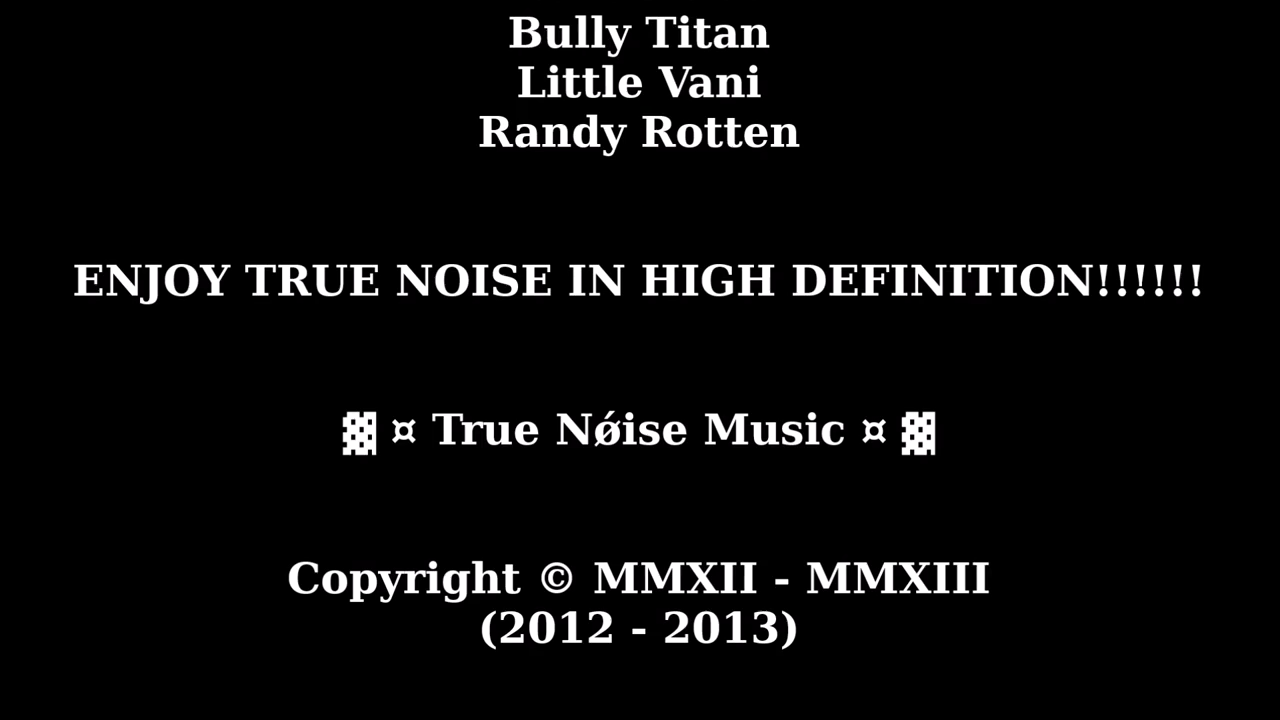 Bully Titan
Little Vani
Randy Rotten
ENJOY TRUE NOISE IN HIGH DEFINITION!!!!!!
▓ ¤ True Nǿise Music ¤ ▓
Copyright © MMXII - MMXIII
(2012 - 2013)